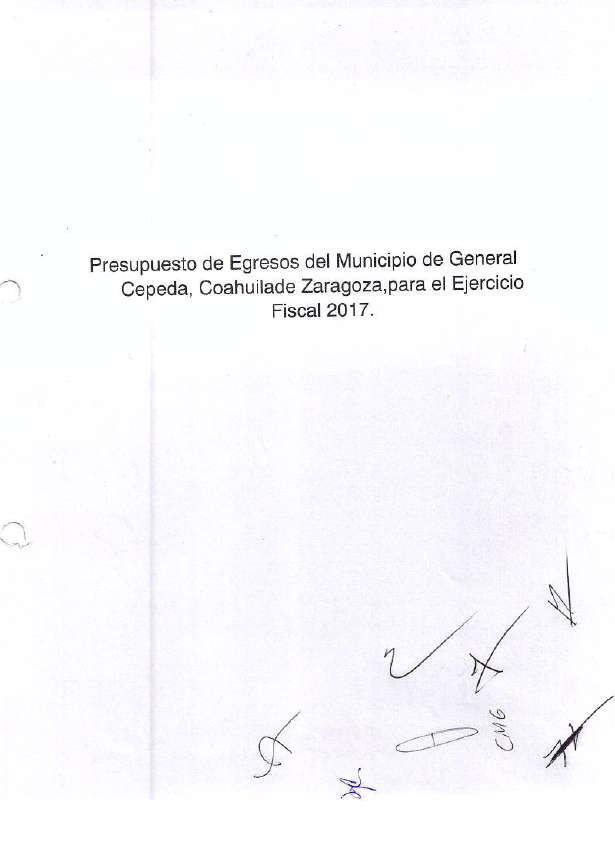 Presupuesto de Egresos del Municipio de General
Cepeda, Coahuilade Zaragoza,para el Ejercicio
Fiscal 2017.
CMG